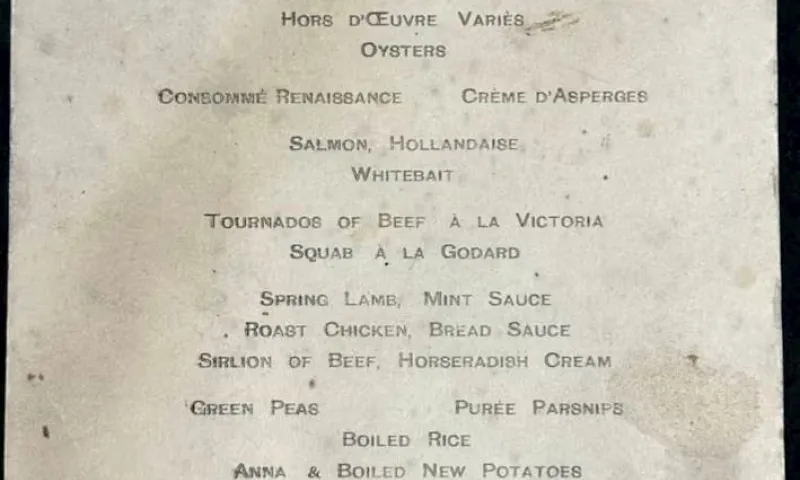 HORS D'ŒUVRE VARIÉS
OYSTERS
CONSOMMÉ RENAISSANCE CRÈME D'ASPERGES
SALMON, HOLLANDAISE
WHITEBAIT
TOURNADOS OF BEEF À LA VICTORIA
SQUAB À LA GODARD
SPRING LAMB, MINT SAUCE
ROAST CHICKEN, BREAD SAUCE
SIRLION OF BEEF, HORSERADISH CREAM
GREEN PEAS PURÉE PARSNIPS
BOILED RICE
ANNA & BOILED NEW POTATOES